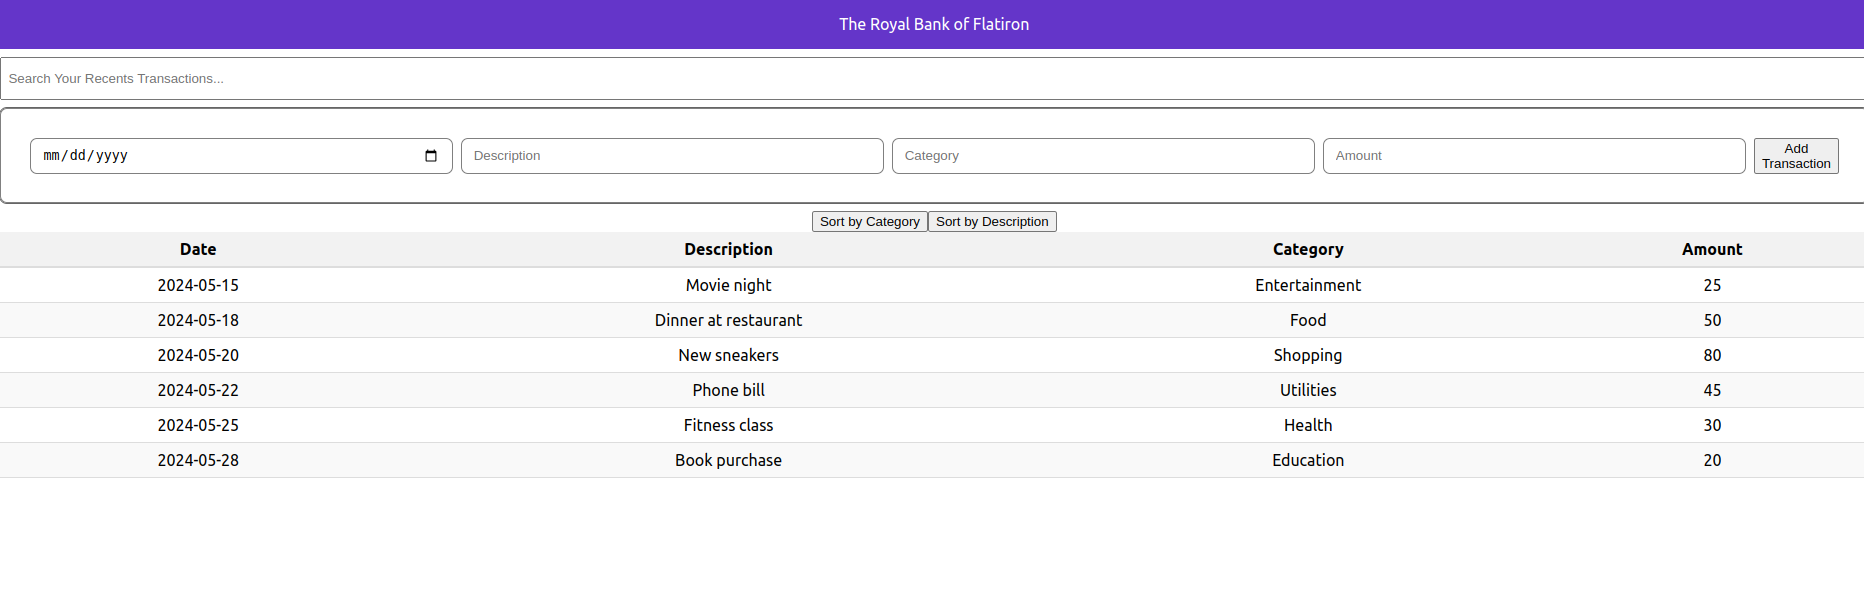 The Royal Bank of Flatiron
Search Your Recents Transactions...
mm/dd/yyyy Description Category Amount Add
Transaction
Sort by Category Sort by Description
Date Description Category Amount
2024-05-15 Movie night Entertainment 25
2024-05-18 Dinner at restaurant Food 50
2024-05-20 New sneakers Shopping 80
2024-05-22 Phone bill Utilities 45
2024-05-25 Fitness class Health 30
2024-05-28 Book purchase Education 20